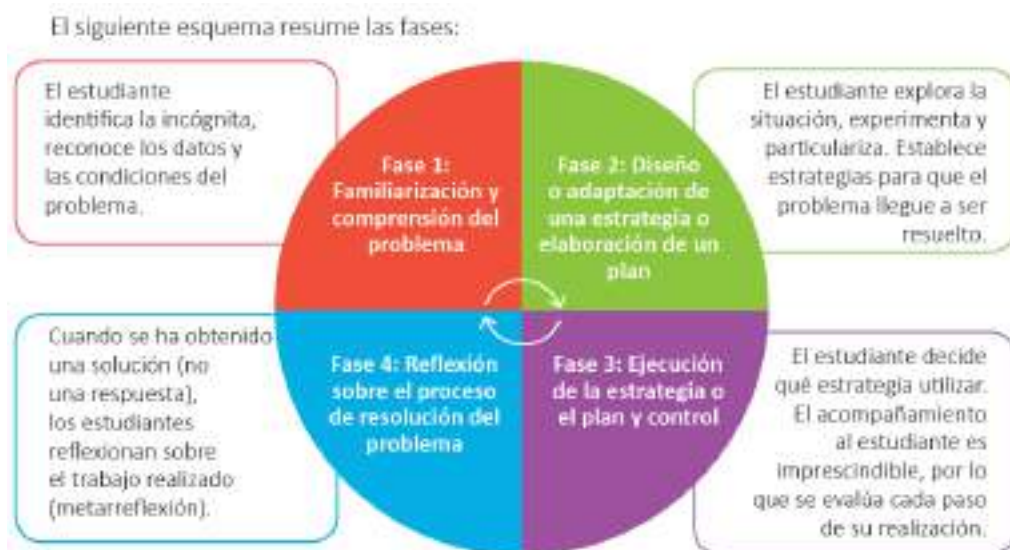 El siguiente esquema resume las fases:
El estudiante
identifica la incógnita,
reconoce los datos y
las condiciones del
problema.
Fase 1:
Familiarización y
comprensión del
problema
Fase 2: Diseño
o adaptación de
una estrategia o
elaboración de un
plan
El estudiante explora la
situación, experimenta y
particulariza. Establece
estrategias para que el
problema llegue a ser
resuelto.
Cuando se ha obtenido
una solución (no
una respuesta),
los estudiantes
reflexionan sobre
el trabajo realizado
(metarreflexión).
Fase 4: Reflexión
sobre el proceso
de resolución del
problema
Fase 3: Ejecución
de la estrategia o
el plan y control
El estudiante decide
qué estrategia utilizar.
El acompañamiento
al estudiante es
imprescindible, por lo
que se evalúa cada paso
de su realización.